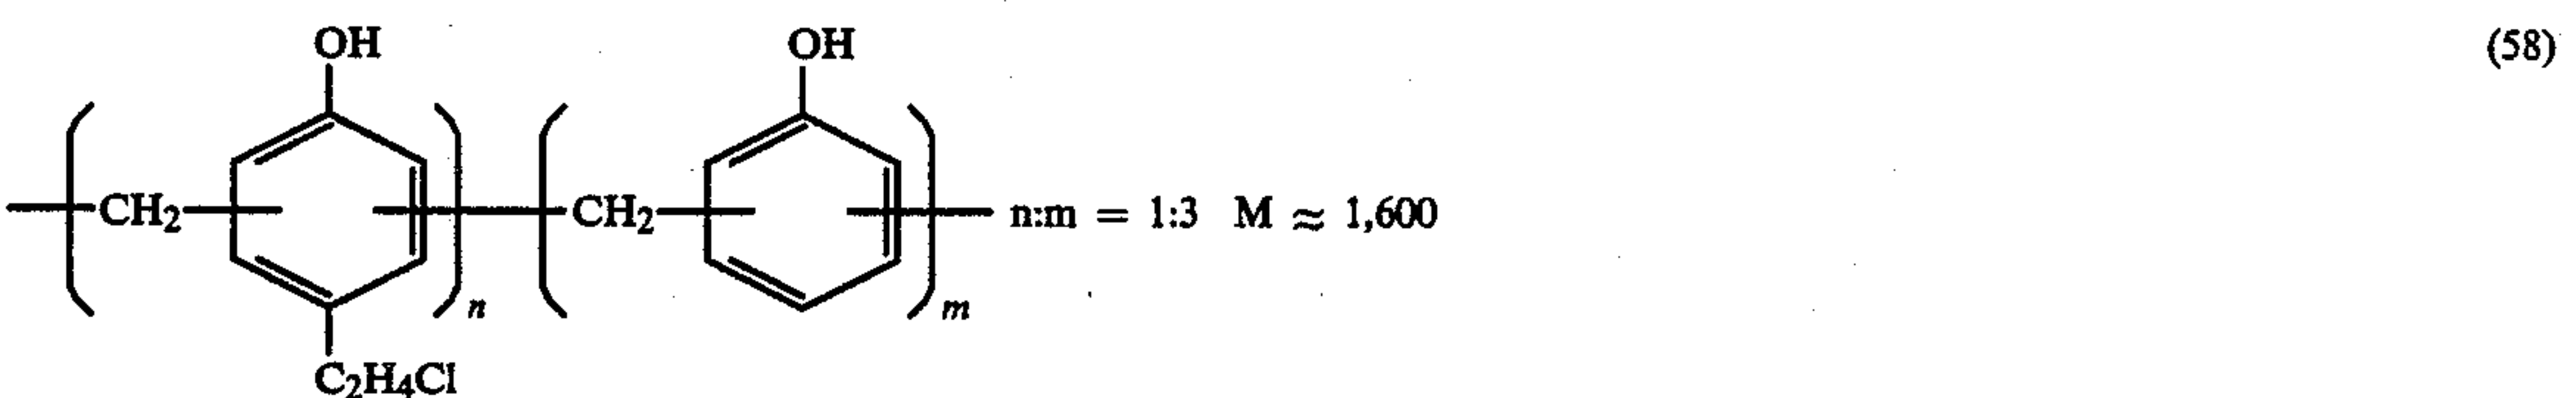 OH OH (58)
CH2 CH2 n:m = 1:3 M ≈ 1,600
n m
C2H4Cl